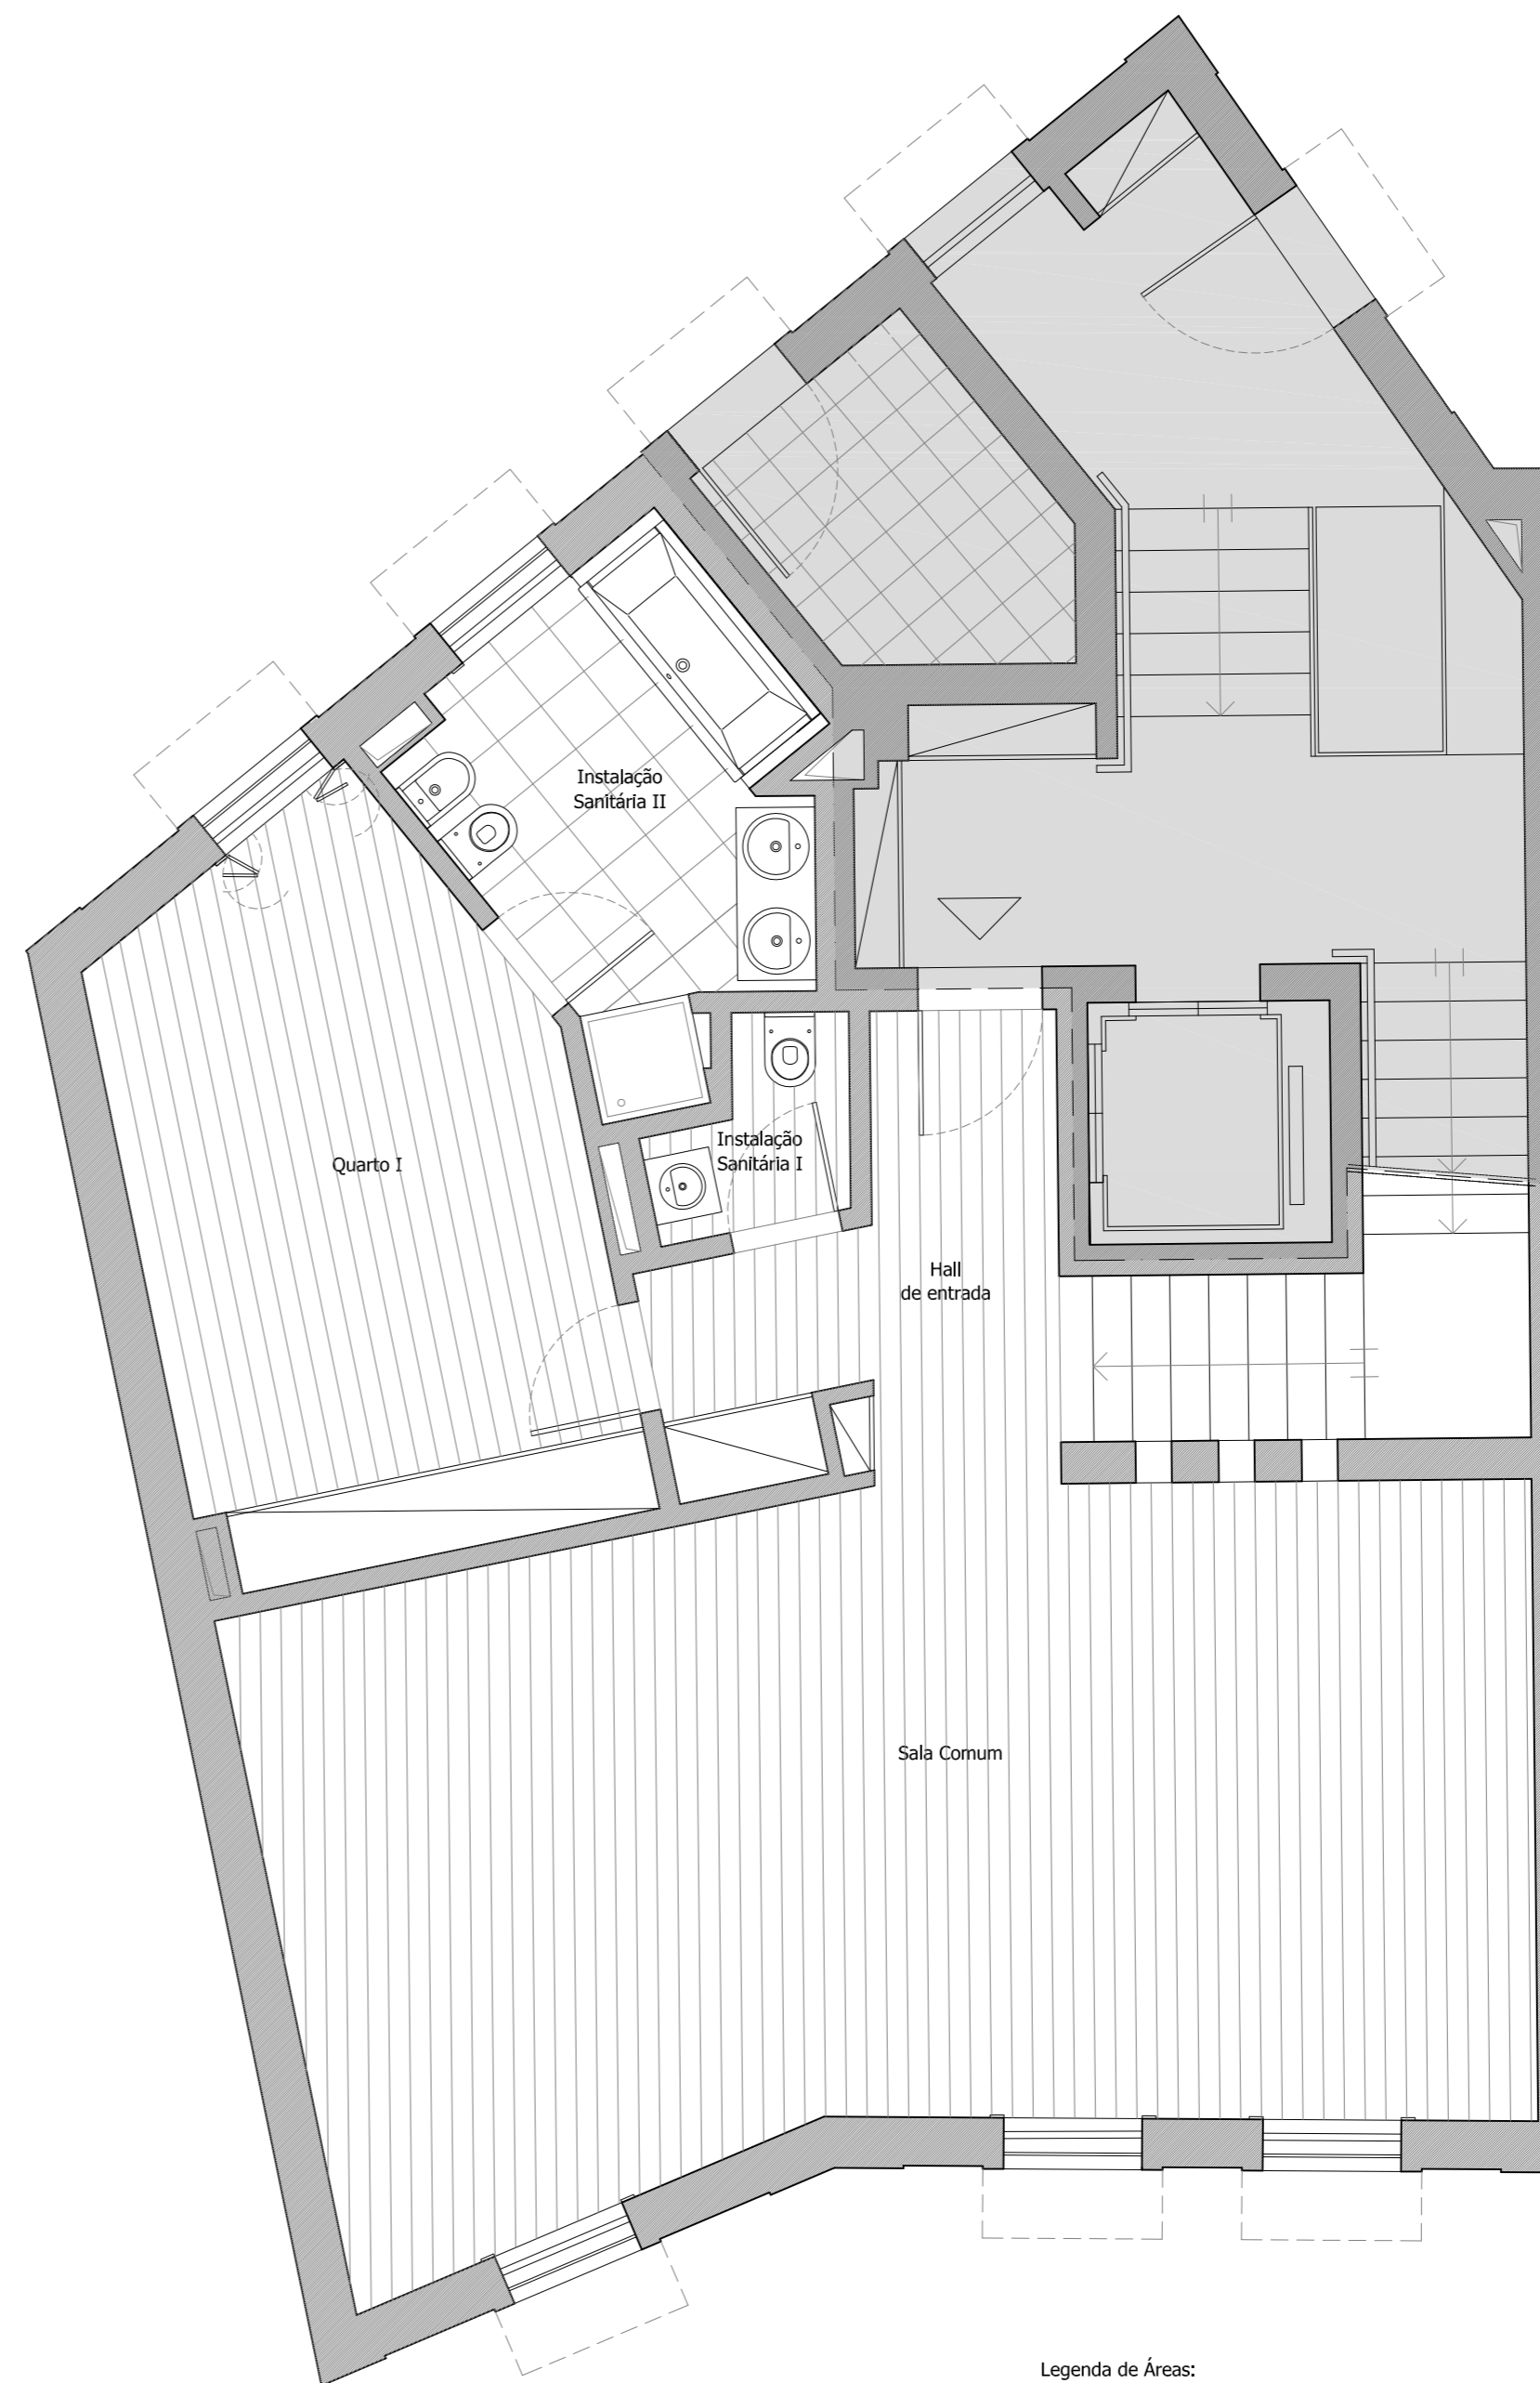 Instalação
Sanitária II
Instalação
Sanitária I
Quarto I
Hall
de entrada
Sala Comum
Legenda de Áreas: